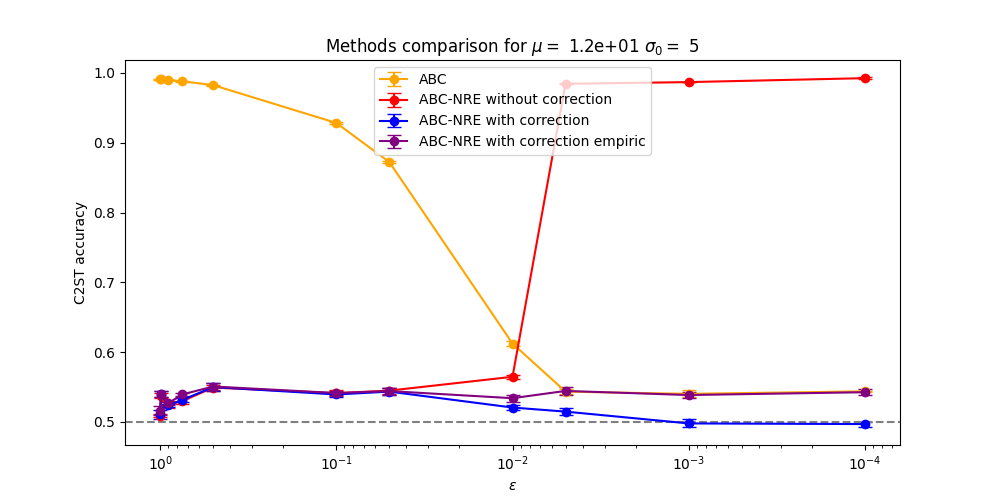 Methods comparison for μ = 1.2e+01 σ₀ = 5
ABC
ABC-NRE without correction
ABC-NRE with correction
ABC-NRE with correction empiric
C2ST accuracy
1.0
0.9
0.8
0.7
0.6
0.5
10⁰ 10⁻¹ 10⁻² 10⁻³ 10⁻⁴
ε